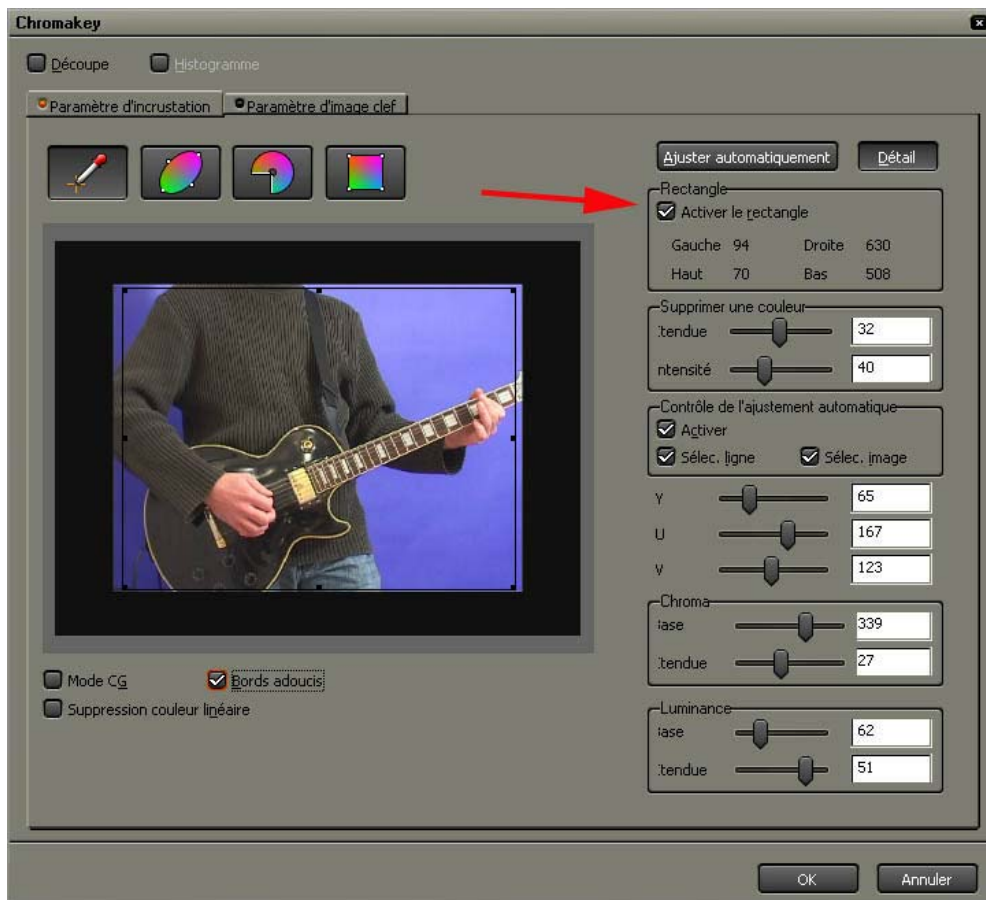 Chromakey
Découpe Histogramme
Paramètre d'incrustation Paramètre d'image clef
Ajuster automatiquement Détail
Rectangle
Activer le rectangle
Gauche 94 Droite 630
Haut 70 Bas 508
Supprimer une couleur
tendue 32
ntensité 40
Contrôle de l'ajustement automatique
Activer
Sélec. ligne Sélec. image
Y 65
U 167
V 123
Chroma
ase 339
tendue 27
Luminance
ase 62
tendue 51
Mode CG Bords adoucis
Suppression couleur linéaire
OK Annuler